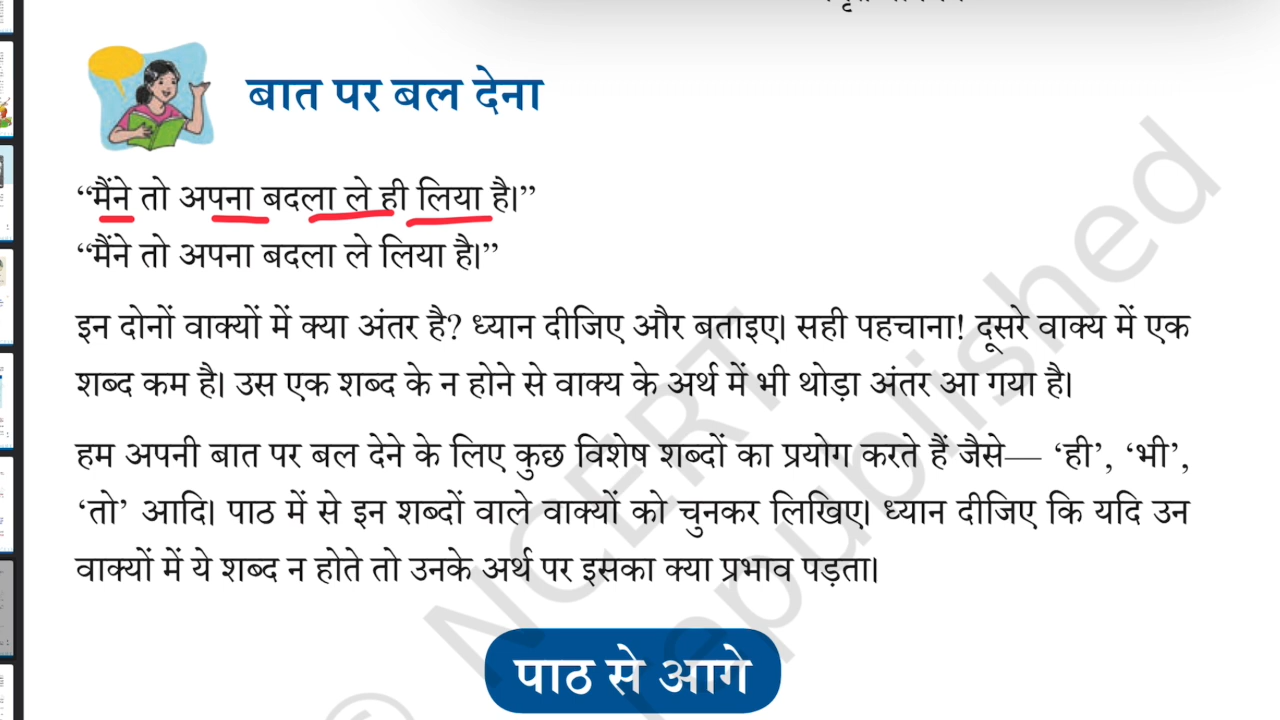 बात पर बल देना
“मैंने तो अपना बदला ले ही लिया है।”
“मैंने तो अपना बदला ले लिया है।”
इन दोनों वाक्यों में क्या अंतर है? ध्यान दीजिए और बताइए। सही पहचाना! दूसरे वाक्य में एक
शब्द कम है। उस एक शब्द के न होने से वाक्य के अर्थ में भी थोड़ा अंतर आ गया है।
हम अपनी बात पर बल देने के लिए कुछ विशेष शब्दों का प्रयोग करते हैं जैसे— ‘ही’, ‘भी’,
‘तो’ आदि। पाठ में से इन शब्दों वाले वाक्यों को चुनकर लिखिए। ध्यान दीजिए कि यदि उन
वाक्यों में ये शब्द न होते तो उनके अर्थ पर इसका क्या प्रभाव पड़ता।
पाठ से आगे
© NCERT
republished